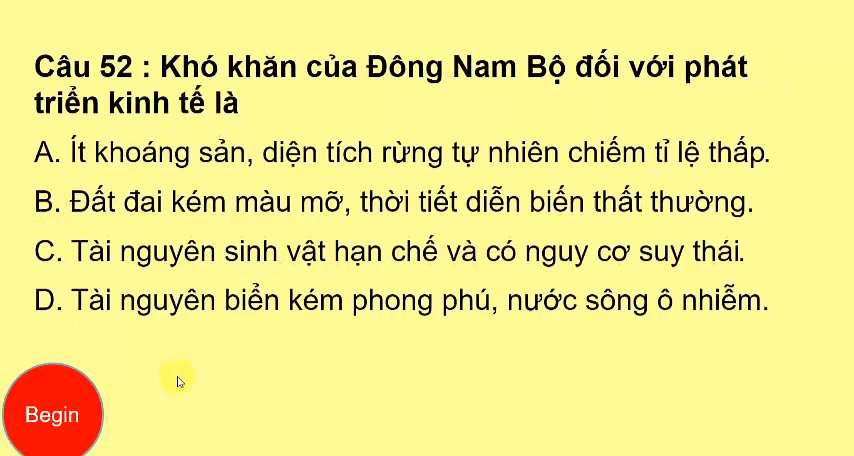 Câu 52 : Khó khăn của Đông Nam Bộ đối với phát
triển kinh tế là
A. Ít khoáng sản, diện tích rừng tự nhiên chiếm tỉ lệ thấp.
B. Đất đai kém màu mỡ, thời tiết diễn biến thất thường.
C. Tài nguyên sinh vật hạn chế và có nguy cơ suy thái.
D. Tài nguyên biển kém phong phú, nước sông ô nhiễm.
Begin